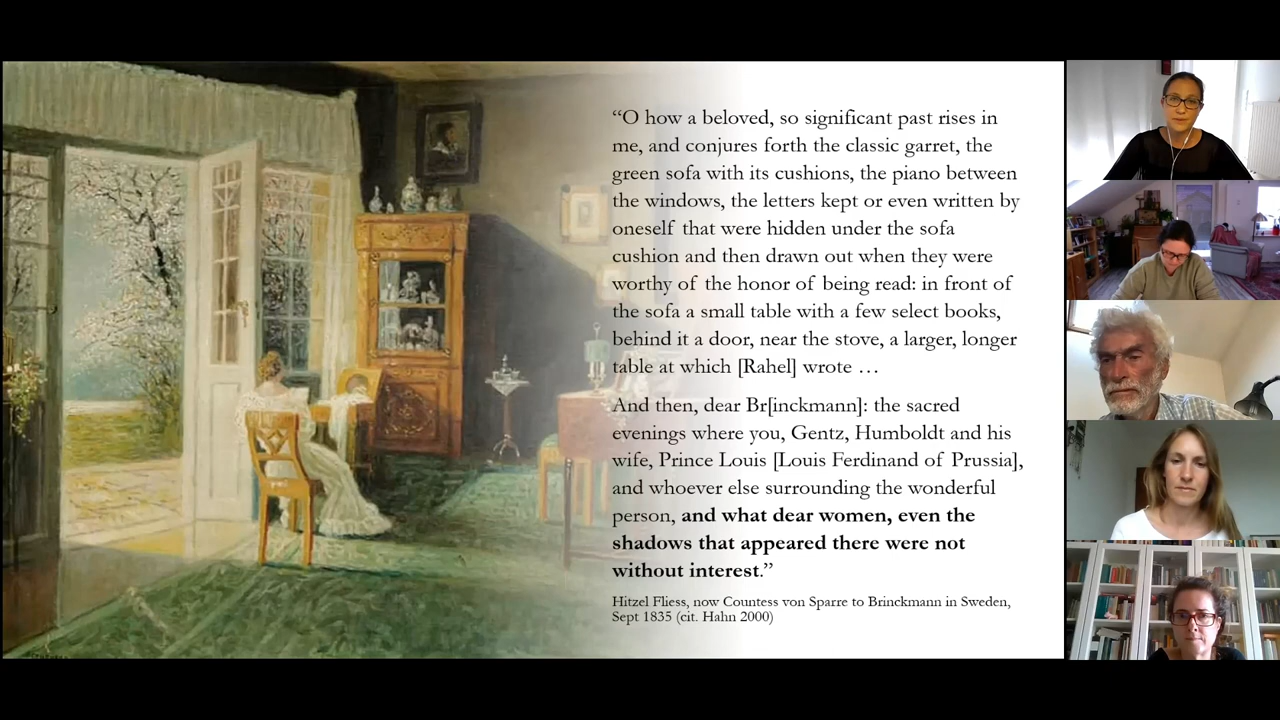 “O how a beloved, so significant past rises in
me, and conjures forth the classic garret, the
green sofa with its cushions, the piano between
the windows, the letters kept or even written by
oneself that were hidden under the sofa
cushion and then drawn out when they were
worthy of the honor of being read: in front of
the sofa a small table with a few select books,
behind it a door, near the stove, a larger, longer
table at which [Rahel] wrote …
And then, dear Br[inckmann]: the sacred
evenings where you, Gentz, Humboldt and his
wife, Prince Louis [Louis Ferdinand of Prussia],
and whoever else surrounding the wonderful
person, and what dear women, even the
shadows that appeared there were not
without interest.”
Hitzel Fliess, now Countess von Sparre to Brinckmann in Sweden,
Sept 1835 (cit. Hahn 2000)